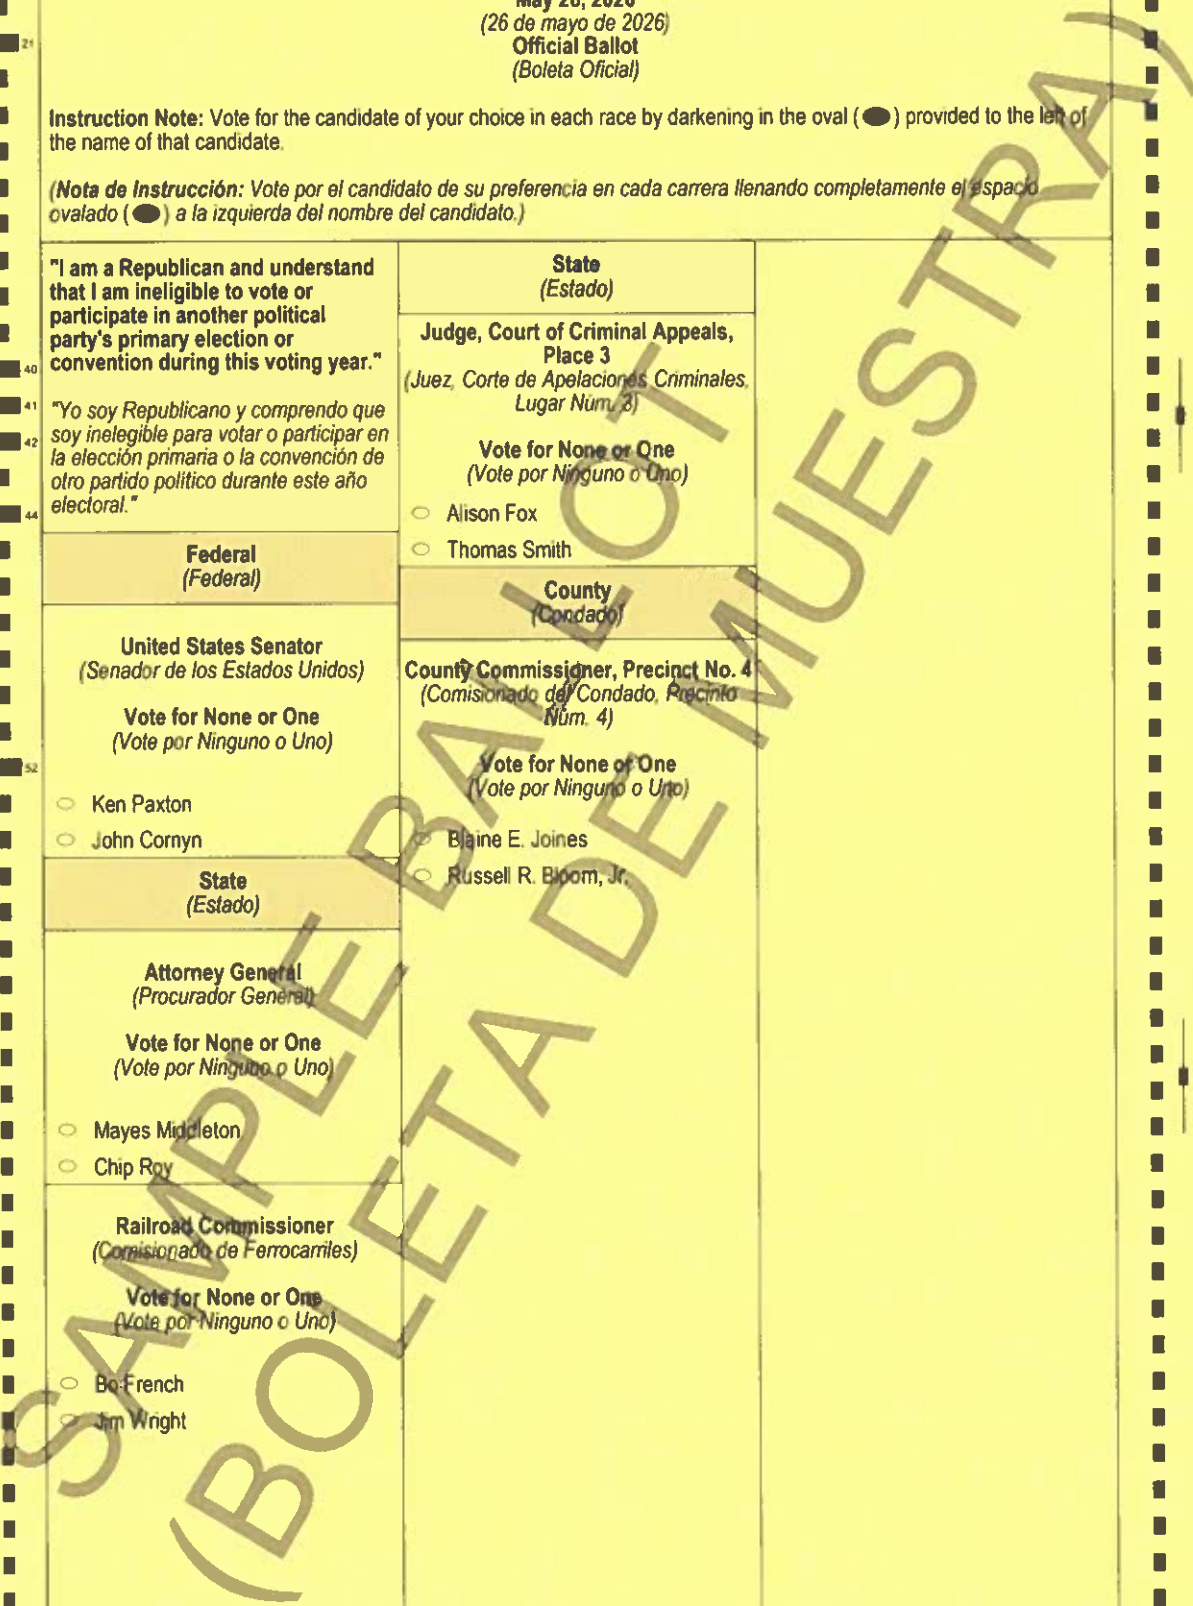 May 26, 2026
(26 de mayo de 2026)
Official Ballot
(Boleta Oficial)
Instruction Note: Vote for the candidate of your choice in each race by darkening in the oval ( ) provided to the left of
the name of that candidate.
(Nota de Instrucción: Vote por el candidato de su preferencia en cada carrera llenando completamente el espacio
ovalado ( ) a la izquierda del nombre del candidato.)
"I am a Republican and understand
that I am ineligible to vote or
participate in another political
party's primary election or
convention during this voting year."
"Yo soy Republicano y comprendo que
soy inelegible para votar o participar en
la elección primaria o la convención de
otro partido político durante este año
electoral."
Federal
(Federal)
United States Senator
(Senador de los Estados Unidos)
Vote for None or One
(Vote por Ninguno o Uno)
Ken Paxton
John Cornyn
State
(Estado)
Attorney General
(Procurador General)
Vote for None or One
(Vote por Ninguno o Uno)
Mayes Middleton
Chip Roy
Railroad Commissioner
(Comisionado de Ferrocarriles)
Vote for None or One
(Vote por Ninguno o Uno)
Bo French
Jim Wright
State
(Estado)
Judge, Court of Criminal Appeals,
Place 3
(Juez, Corte de Apelaciones Criminales,
Lugar Núm. 3)
Vote for None or One
(Vote por Ninguno o Uno)
Alison Fox
Thomas Smith
County
(Condado)
County Commissioner, Precinct No. 4
(Comisionado del Condado, Precinto
Núm. 4)
Vote for None or One
(Vote por Ninguno o Uno)
Blaine E. Joines
Russell R. Bloom, Jr.
21
40
41
42
44
52
SAMPLE BALLOT
(BOLETA DE MUESTRA)